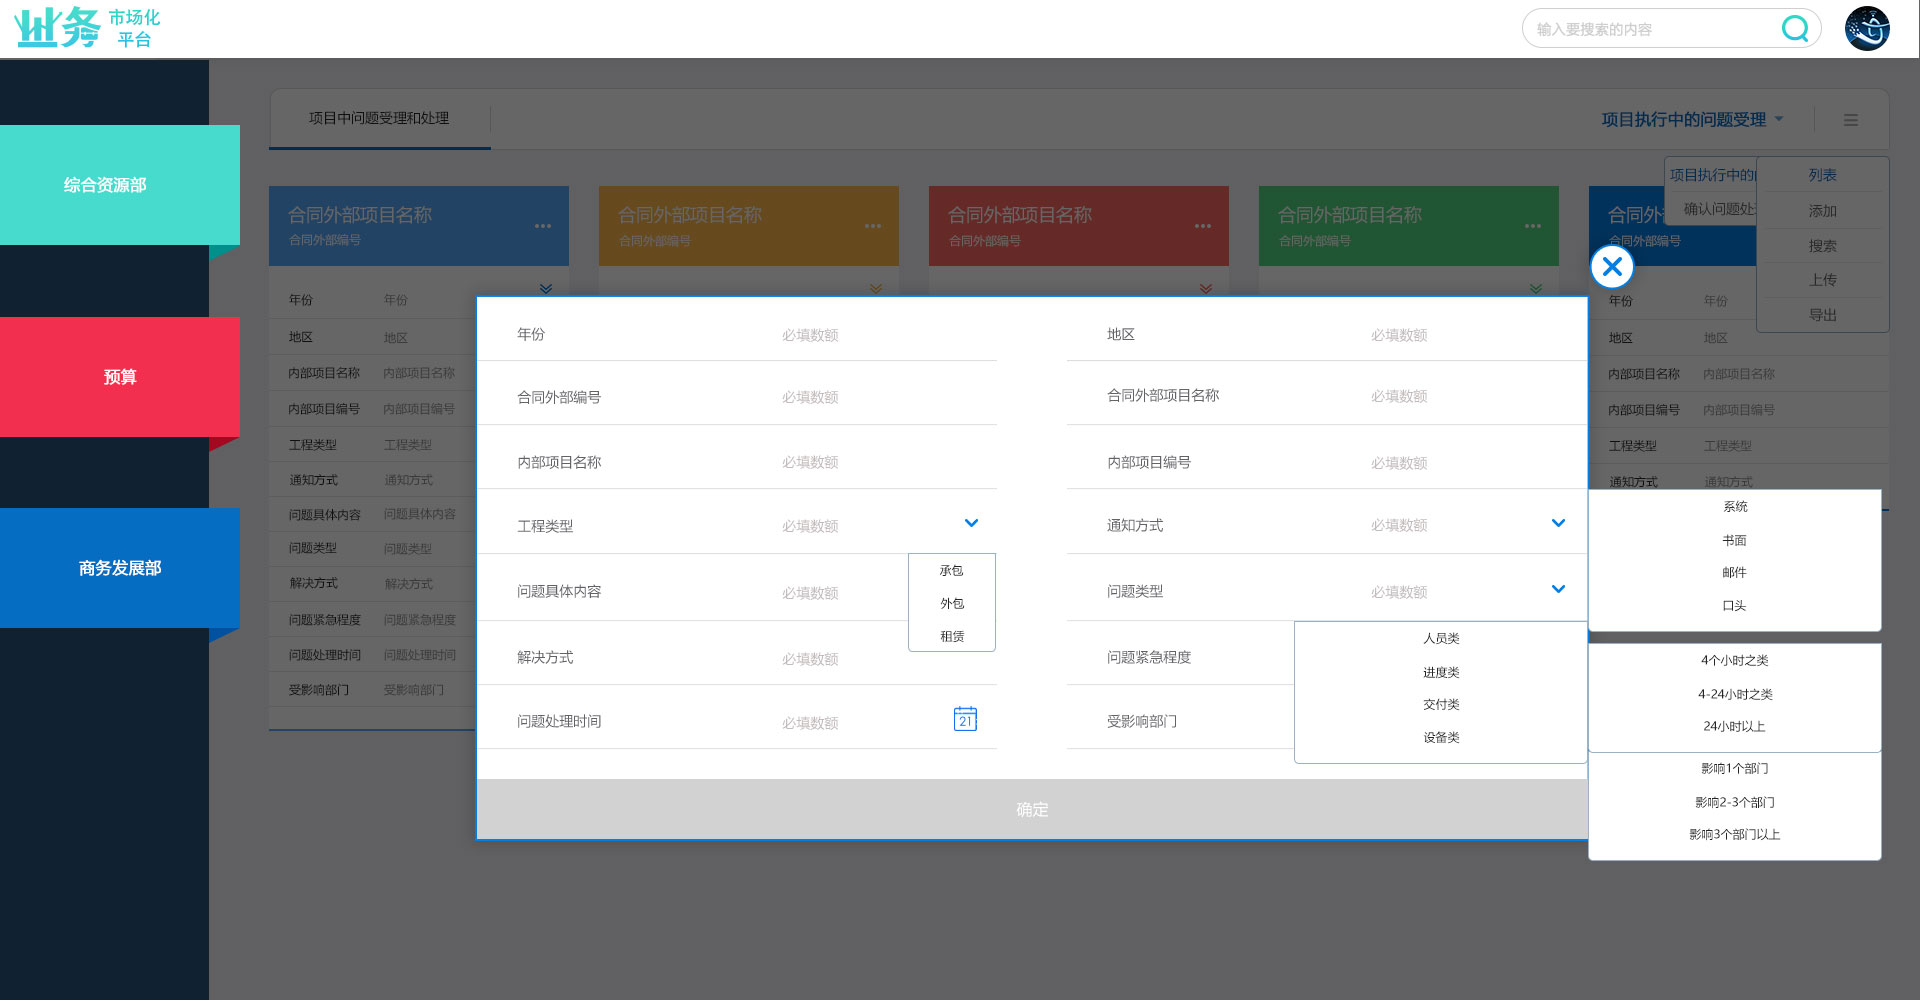 业务 市场化
平台
输入要搜索的内容
综合资源部
预算
商务发展部
项目中问题受理和处理
项目执行中的问题受理
项目执行中的
确认问题处
列表
添加
搜索
上传
导出
合同外部项目名称
合同外部编号
合同外部项目名称
合同外部编号
合同外部项目名称
合同外部编号
合同外部项目名称
合同外部编号
合同外
合同外部编号
年份 年份
地区 地区
内部项目名称 内部项目名称
内部项目编号 内部项目编号
工程类型 工程类型
通知方式 通知方式
问题具体内容 问题具体内容
问题类型 问题类型
解决方式 解决方式
问题紧急程度 问题紧急程度
问题处理时间 问题处理时间
受影响部门 受影响部门
年份 必填数额
地区 必填数额
合同外部编号 必填数额
合同外部项目名称 必填数额
内部项目名称 必填数额
内部项目编号 必填数额
工程类型 必填数额
通知方式 必填数额
承包
外包
租赁
问题具体内容 必填数额
问题类型 必填数额
人员类
进度类
交付类
设备类
解决方式 必填数额
问题紧急程度
问题处理时间 必填数额 21
受影响部门
确定
年份 年份
地区 地区
内部项目名称 内部项目名称
内部项目编号 内部项目编号
工程类型 工程类型
通知方式 通知方式
系统
书面
邮件
口头
4个小时之类
4-24小时之类
24小时以上
影响1个部门
影响2-3个部门
影响3个部门以上